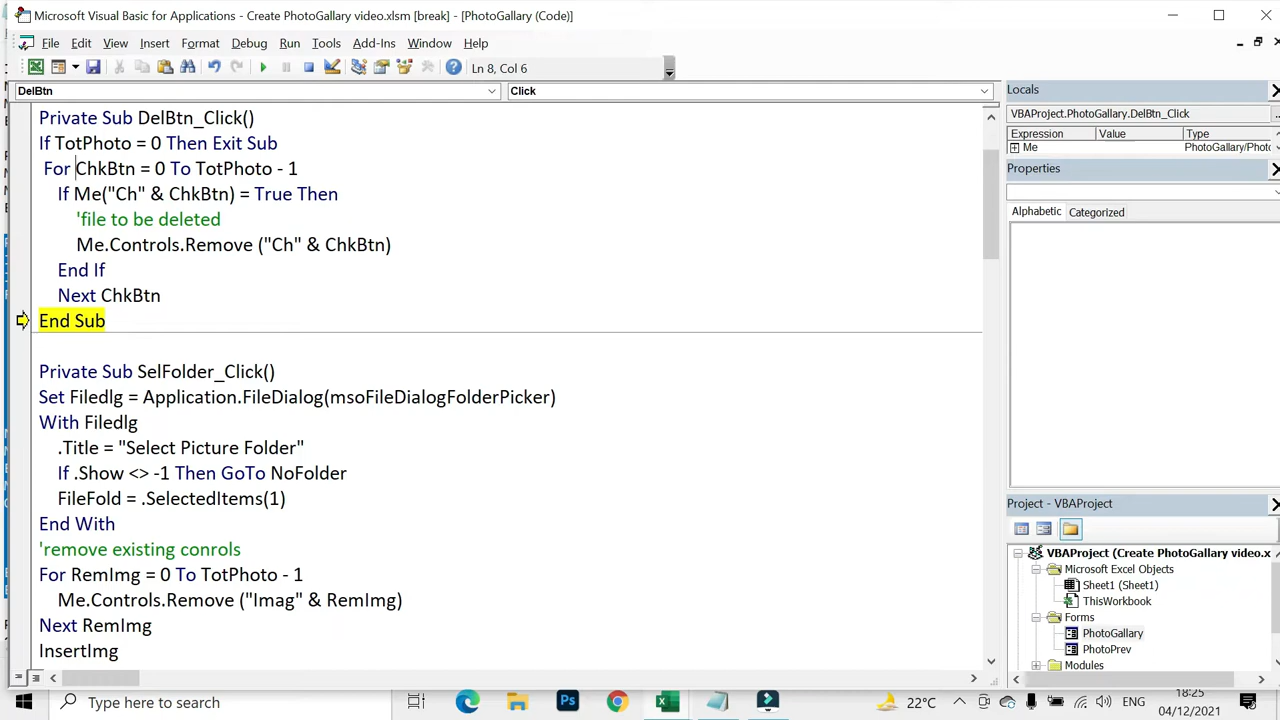 Microsoft Visual Basic for Applications - Create PhotoGallary video.xlsm [break] - [PhotoGallary (Code)]
File Edit View Insert Format Debug Run Tools Add-Ins Window Help
Ln 8, Col 6
DelBtn
Click
Private Sub DelBtn_Click()
If TotPhoto = 0 Then Exit Sub
For ChkBtn = 0 To TotPhoto - 1
If Me("Ch" & ChkBtn) = True Then
'file to be deleted
Me.Controls.Remove ("Ch" & ChkBtn)
End If
Next ChkBtn
End Sub
Private Sub SelFolder_Click()
Set Filedlg = Application.FileDialog(msoFileDialogFolderPicker)
With Filedlg
.Title = "Select Picture Folder"
If .Show <> -1 Then GoTo NoFolder
FileFold = .SelectedItems(1)
End With
'remove existing conrols
For RemImg = 0 To TotPhoto - 1
Me.Controls.Remove ("Imag" & RemImg)
Next RemImg
InsertImg
Locals
VBAProject.PhotoGallary.DelBtn_Click
Expression Value Type
Me PhotoGallary/Photo
Properties
Alphabetic Categorized
Project - VBAProject
VBAProject (Create PhotoGallary video.x
Microsoft Excel Objects
Sheet1 (Sheet1)
ThisWorkbook
Forms
PhotoGallary
PhotoPrev
Modules
Type here to search
Ps
22°C
ENG
18:25
04/12/2021